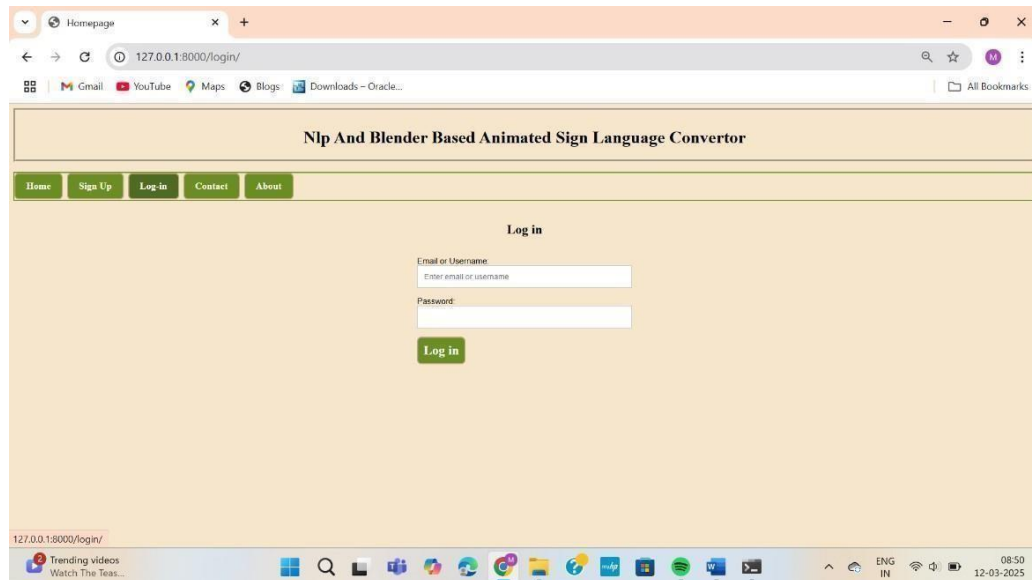 Homepage
127.0.0.1:8000/login/
M
Gmail YouTube Maps Blogs Downloads – Oracle... All Bookmarks
Nlp And Blender Based Animated Sign Language Convertor
Home Sign Up Log-in Contact About
Log in
Email or Username
Enter email or username
Password:
Log in
127.0.0.1:8000/login/
2 Trending videos
Watch The Teas...
ENG
IN
08:50
12-03-2025